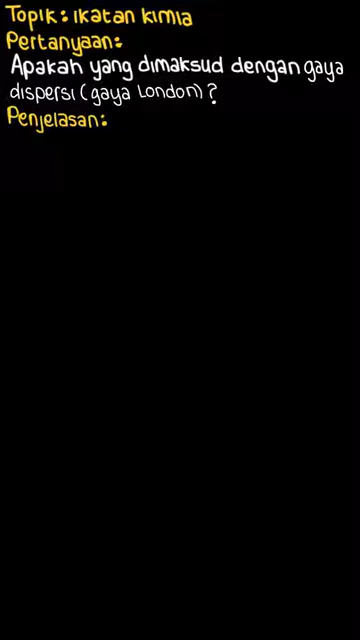 Topik: ikatan kimia
Pertanyaan:
Apakah yang dimaksud dengan gaya
dispersi (gaya London)?
Penjelasan: